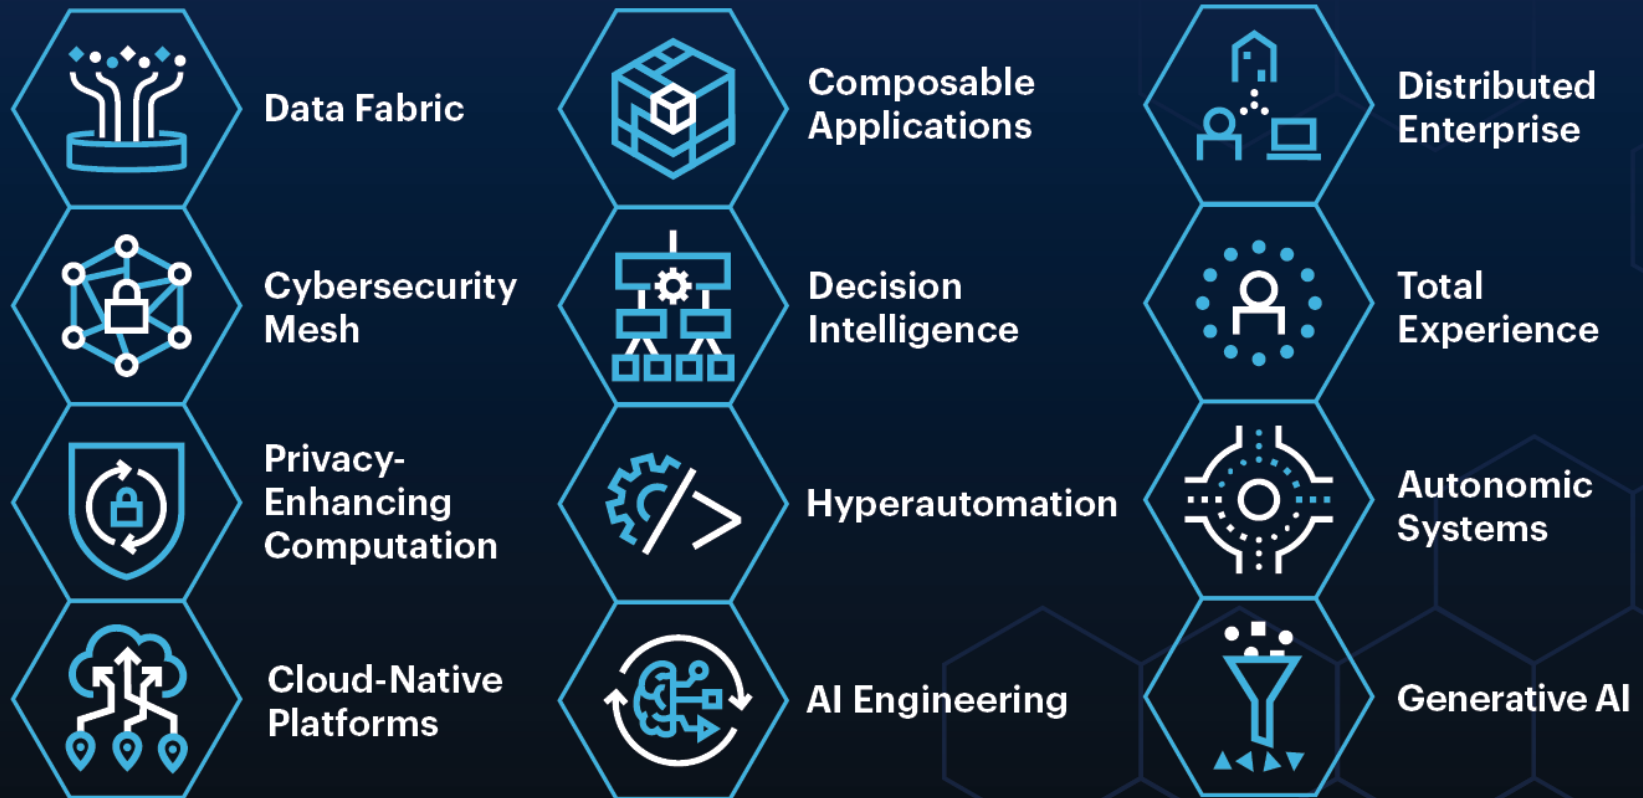 Data Fabric
Composable
Applications
Distributed
Enterprise
Cybersecurity
Mesh
Decision
Intelligence
Total
Experience
Privacy-
Enhancing
Computation
Hyperautomation
Autonomic
Systems
Cloud-Native
Platforms
AI Engineering
Generative AI